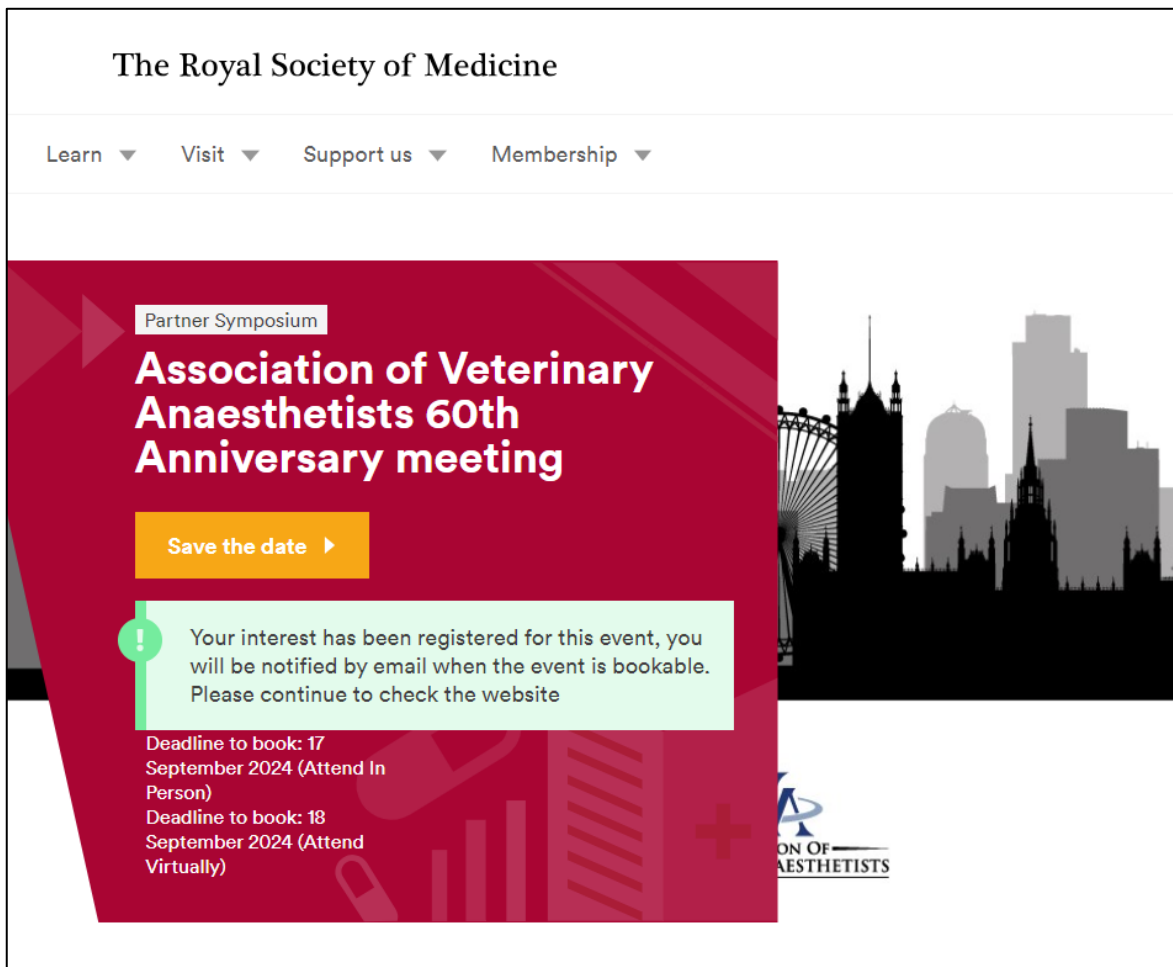 The Royal Society of Medicine
Learn
Visit
Support us
Membership
Partner Symposium
Association of Veterinary
Anaesthetists 60th
Anniversary meeting
Save the date
Your interest has been registered for this event, you
will be notified by email when the event is bookable.
Please continue to check the website
Deadline to book: 17
September 2024 (Attend In
Person)
Deadline to book: 18
September 2024 (Attend
Virtually)
ON OF
AESTHETISTS